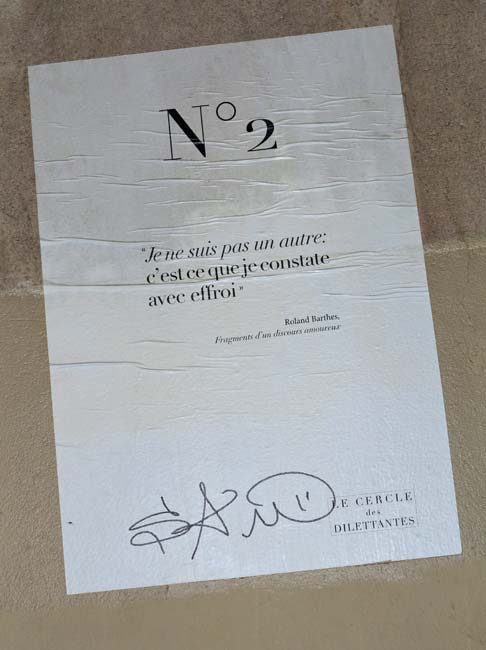 N° 2
“Je ne suis pas un autre:
c’est ce que je constate
avec effroi”
Roland Barthes,
Fragments d’un discours amoureux
LE CERCLE
des
DILETTANTES